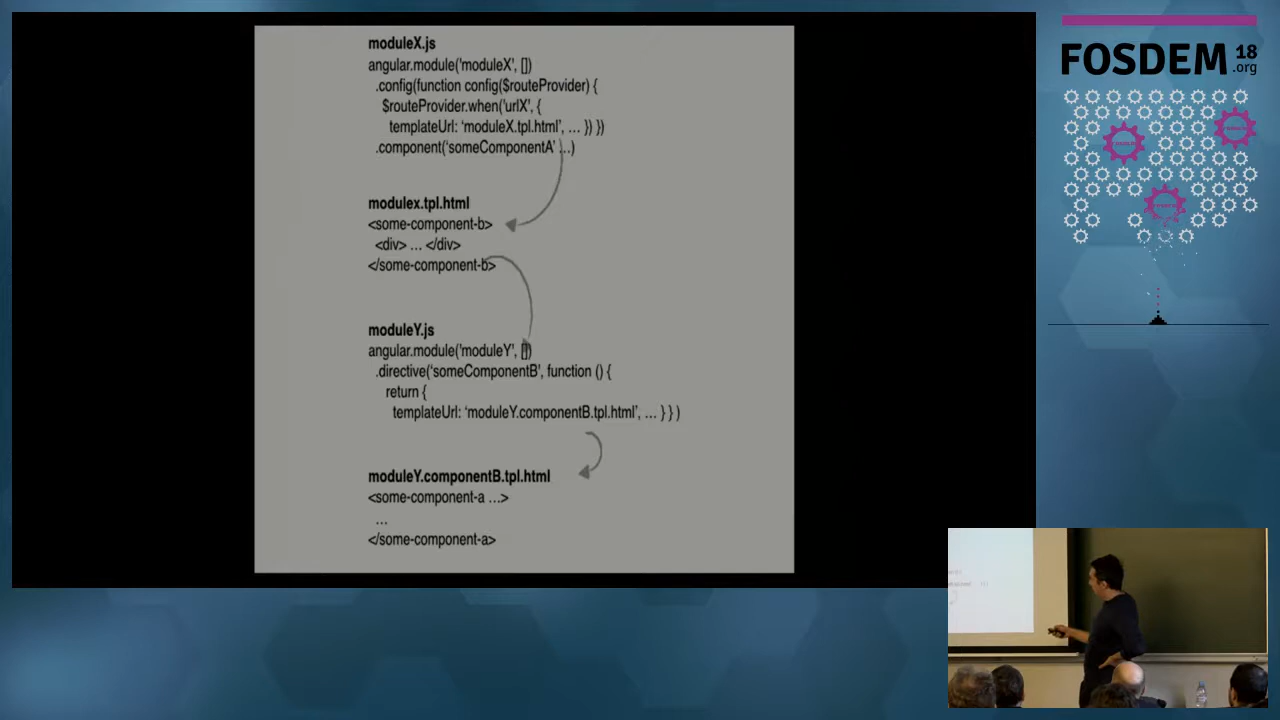 moduleX.js
angular.module('moduleX', [])
.config(function config($routeProvider) {
$routeProvider.when('urlX', {
templateUrl: ‘moduleX.tpl.html’, … }) })
.component(‘someComponentA’ …)
modulex.tpl.html
<some-component-b>
<div> … </div>
</some-component-b>
moduleY.js
angular.module('moduleY', [])
.directive(‘someComponentB’, function () {
return {
templateUrl: ‘moduleY.componentB.tpl.html’, … } } )
moduleY.componentB.tpl.html
<some-component-a …>
…
</some-component-a>
FOSDEM 18
.org